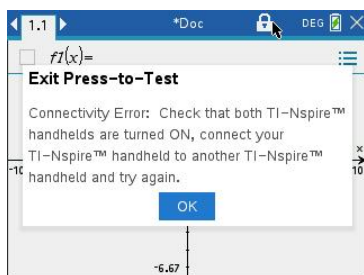 1.1 *Doc DEG
f1(x)=
Exit Press-to-Test
Connectivity Error: Check that both TI-Nspire™
handhelds are turned ON, connect your
TI-Nspire™ handheld to another TI-Nspire™
handheld and try again.
x
-10 10
OK
-6.67